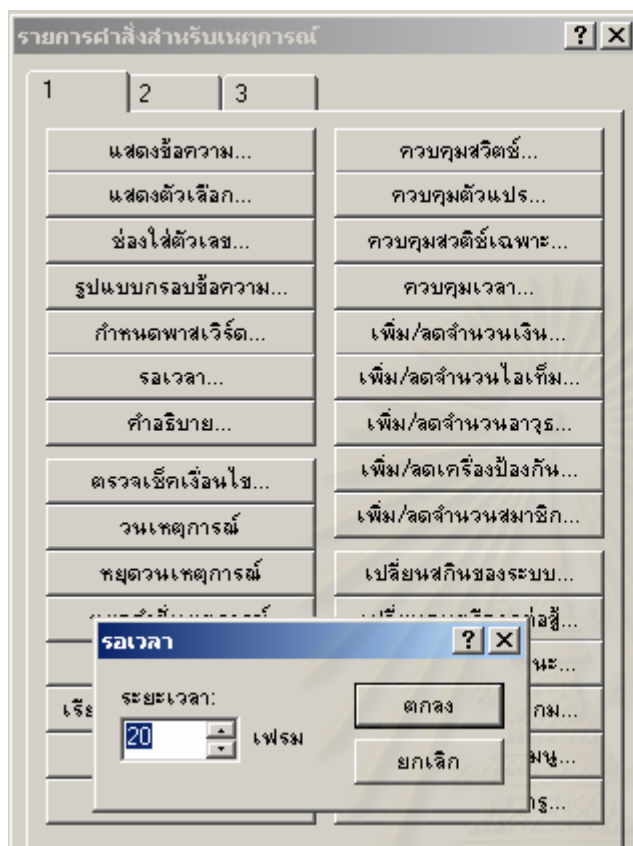 รายการคำสั่งสำหรับเหตุการณ์
1 2 3
แสดงข้อความ...
แสดงตัวเลือก...
ช่องใส่ตัวเลข...
รูปแบบกรอบข้อความ...
กำหนดพาสเวิร์ด...
รอเวลา...
คำอธิบาย...
ตรวจเช็คเงื่อนไข...
วนเหตุการณ์
หยุดวนเหตุการณ์
ควบคุมสวิตช์...
ควบคุมตัวแปร...
ควบคุมสวติช์เฉพาะ...
ควบคุมเวลา...
เพิ่ม/ลดจำนวนเงิน...
เพิ่ม/ลดจำนวนไอเท็ม...
เพิ่ม/ลดจำนวนอาวุธ...
เพิ่ม/ลดเครื่องป้องกัน...
เพิ่ม/ลดจำนวนสมาชิก...
เปลี่ยนสกินของระบบ...
รอเวลา
ระยะเวลา:
20 เฟรม
ตกลง
ยกเลิก